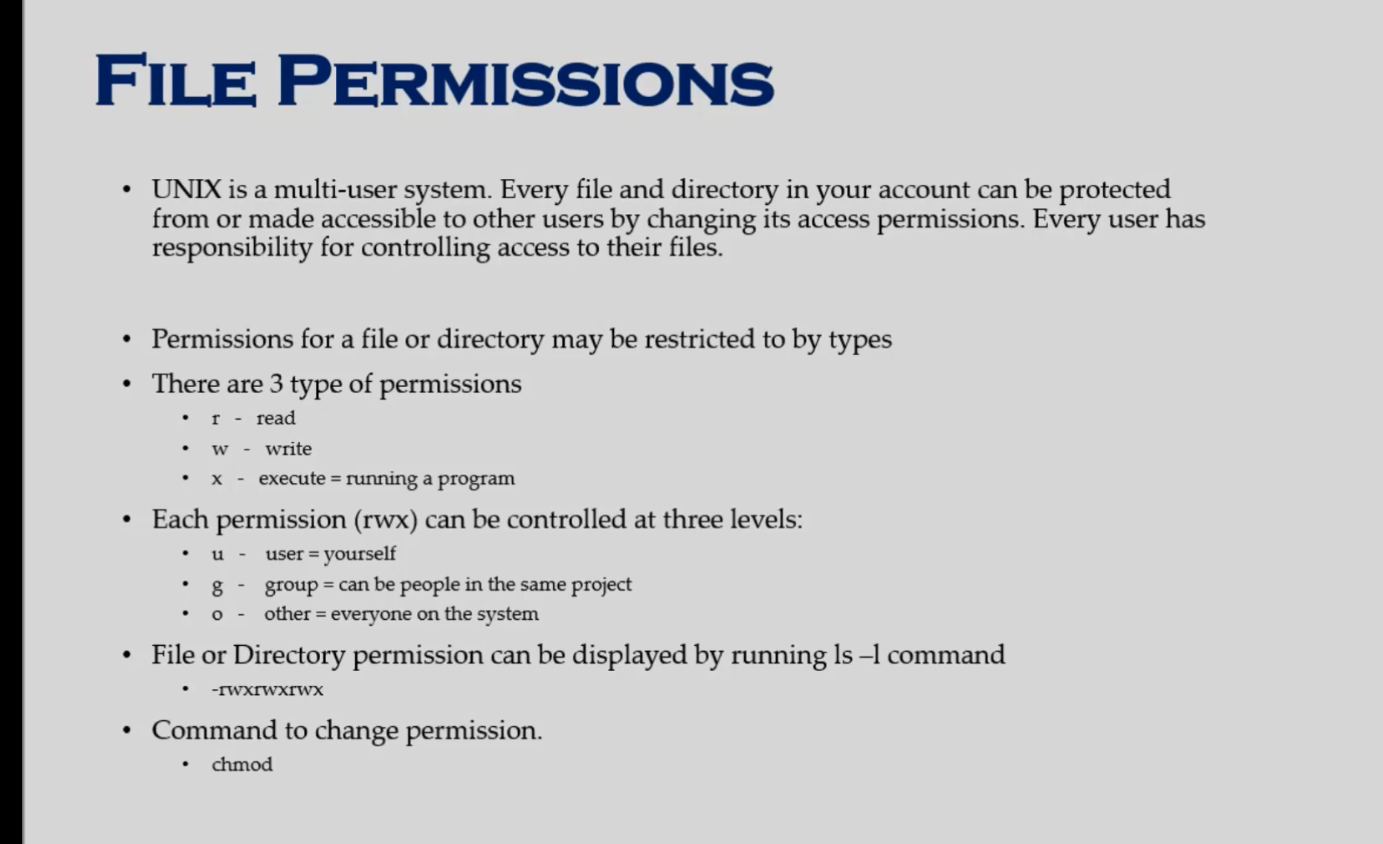 FILE PERMISSIONS
• UNIX is a multi-user system. Every file and directory in your account can be protected
from or made accessible to other users by changing its access permissions. Every user has
responsibility for controlling access to their files.
• Permissions for a file or directory may be restricted to by types
• There are 3 type of permissions
• r - read
• w - write
• x - execute = running a program
• Each permission (rwx) can be controlled at three levels:
• u - user = yourself
• g - group = can be people in the same project
• o - other = everyone on the system
• File or Directory permission can be displayed by running ls –l command
• -rwxrwxrwx
• Command to change permission.
• chmod